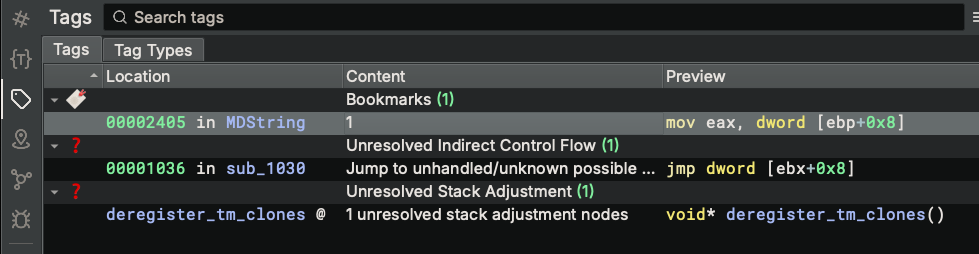 Tags Search tags
Tags Tag Types
Location Content Preview
Bookmarks (1)
00002405 in MDString 1 mov eax, dword [ebp+0x8]
? Unresolved Indirect Control Flow (1)
00001036 in sub_1030 Jump to unhandled/unknown possible ... jmp dword [ebx+0x8]
? Unresolved Stack Adjustment (1)
deregister_tm_clones @ 1 unresolved stack adjustment nodes void* deregister_tm_clones()